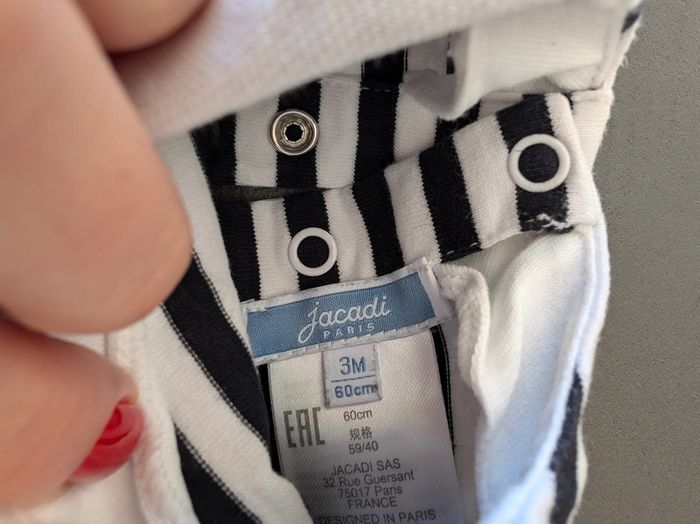 jacadi
PARIS
3M
60cm
EAC
60cm
规格
59/40
JACADI SAS
32 Rue Guersant
75017 Paris
FRANCE
DESIGNED IN PARIS